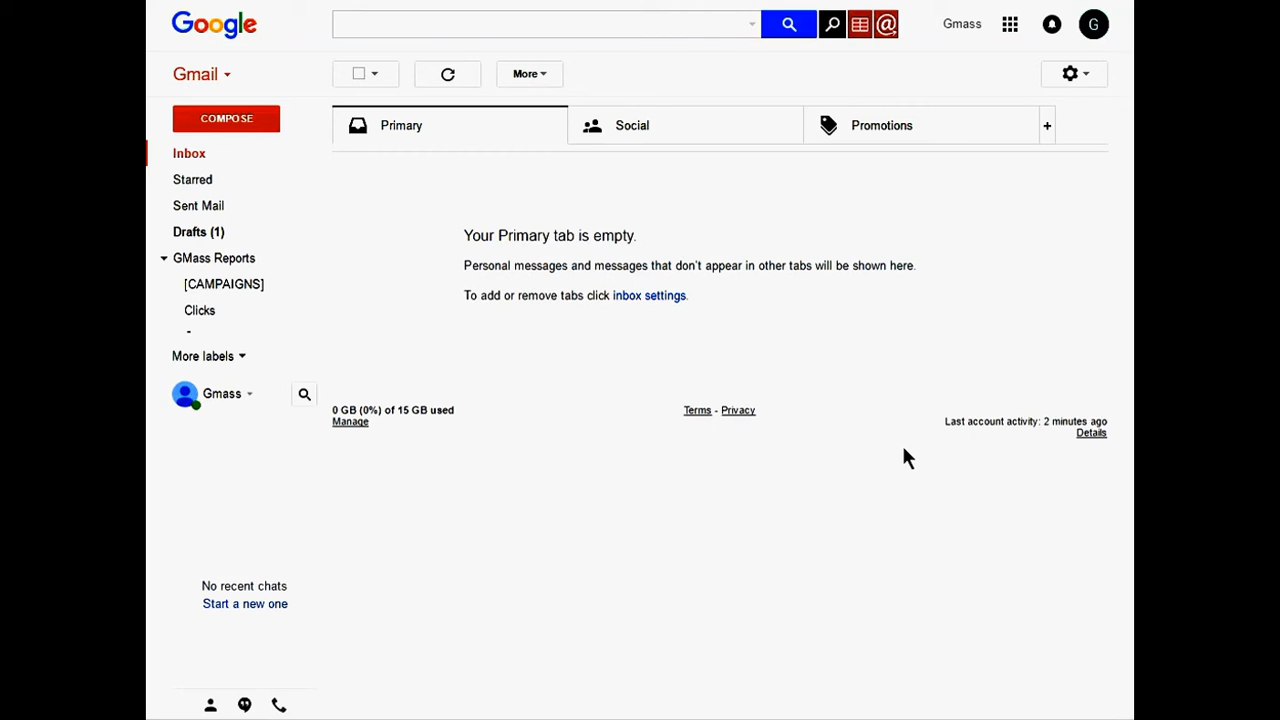 Google
Gmass
G
Gmail
More
COMPOSE
Primary
Social
Promotions
+
Inbox
Starred
Sent Mail
Drafts (1)
GMass Reports
[CAMPAIGNS]
Clicks
-
More labels
Your Primary tab is empty.
Personal messages and messages that don't appear in other tabs will be shown here.
To add or remove tabs click inbox settings.
Gmass
0 GB (0%) of 15 GB used
Manage
Terms - Privacy
Last account activity: 2 minutes ago
Details
No recent chats
Start a new one